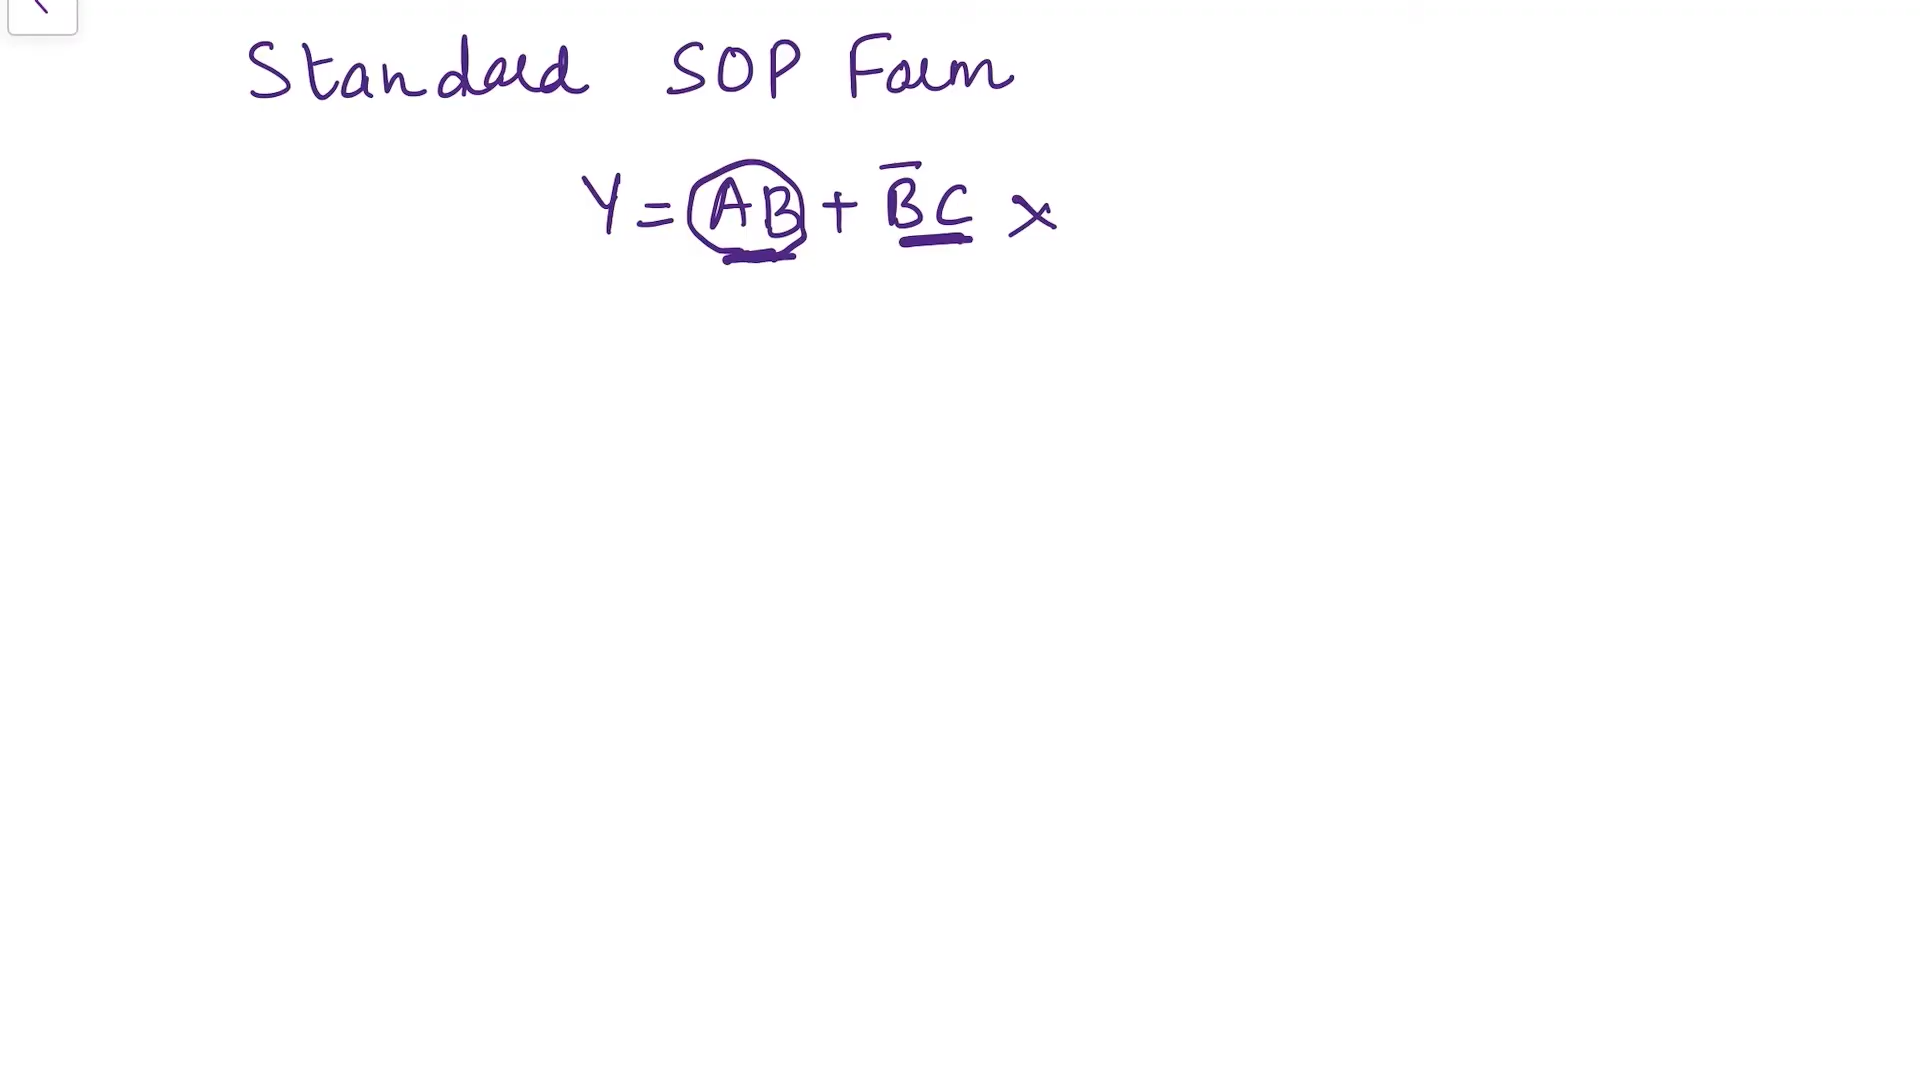 Standard SOP Form
Y = AB + B̅C ×